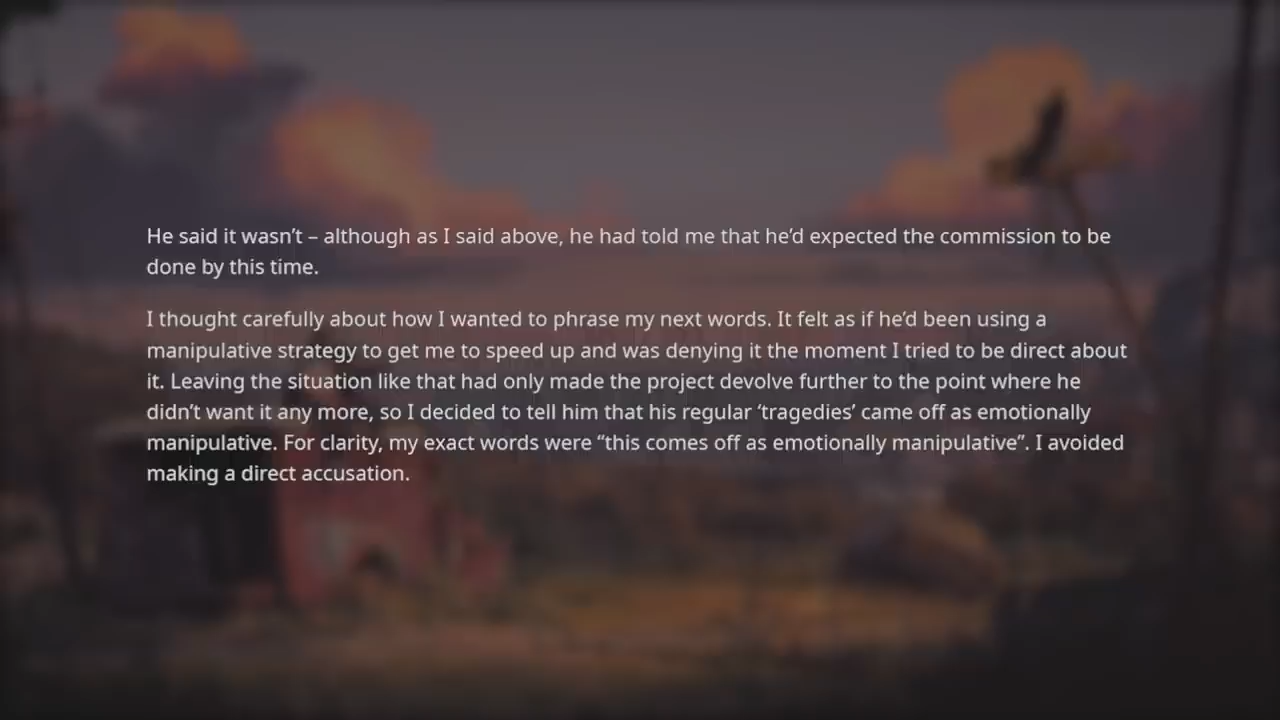 He said it wasn’t – although as I said above, he had told me that he’d expected the commission to be
done by this time.
I thought carefully about how I wanted to phrase my next words. It felt as if he’d been using a
manipulative strategy to get me to speed up and was denying it the moment I tried to be direct about
it. Leaving the situation like that had only made the project devolve further to the point where he
didn’t want it any more, so I decided to tell him that his regular ‘tragedies’ came off as emotionally
manipulative. For clarity, my exact words were “this comes off as emotionally manipulative”. I avoided
making a direct accusation.